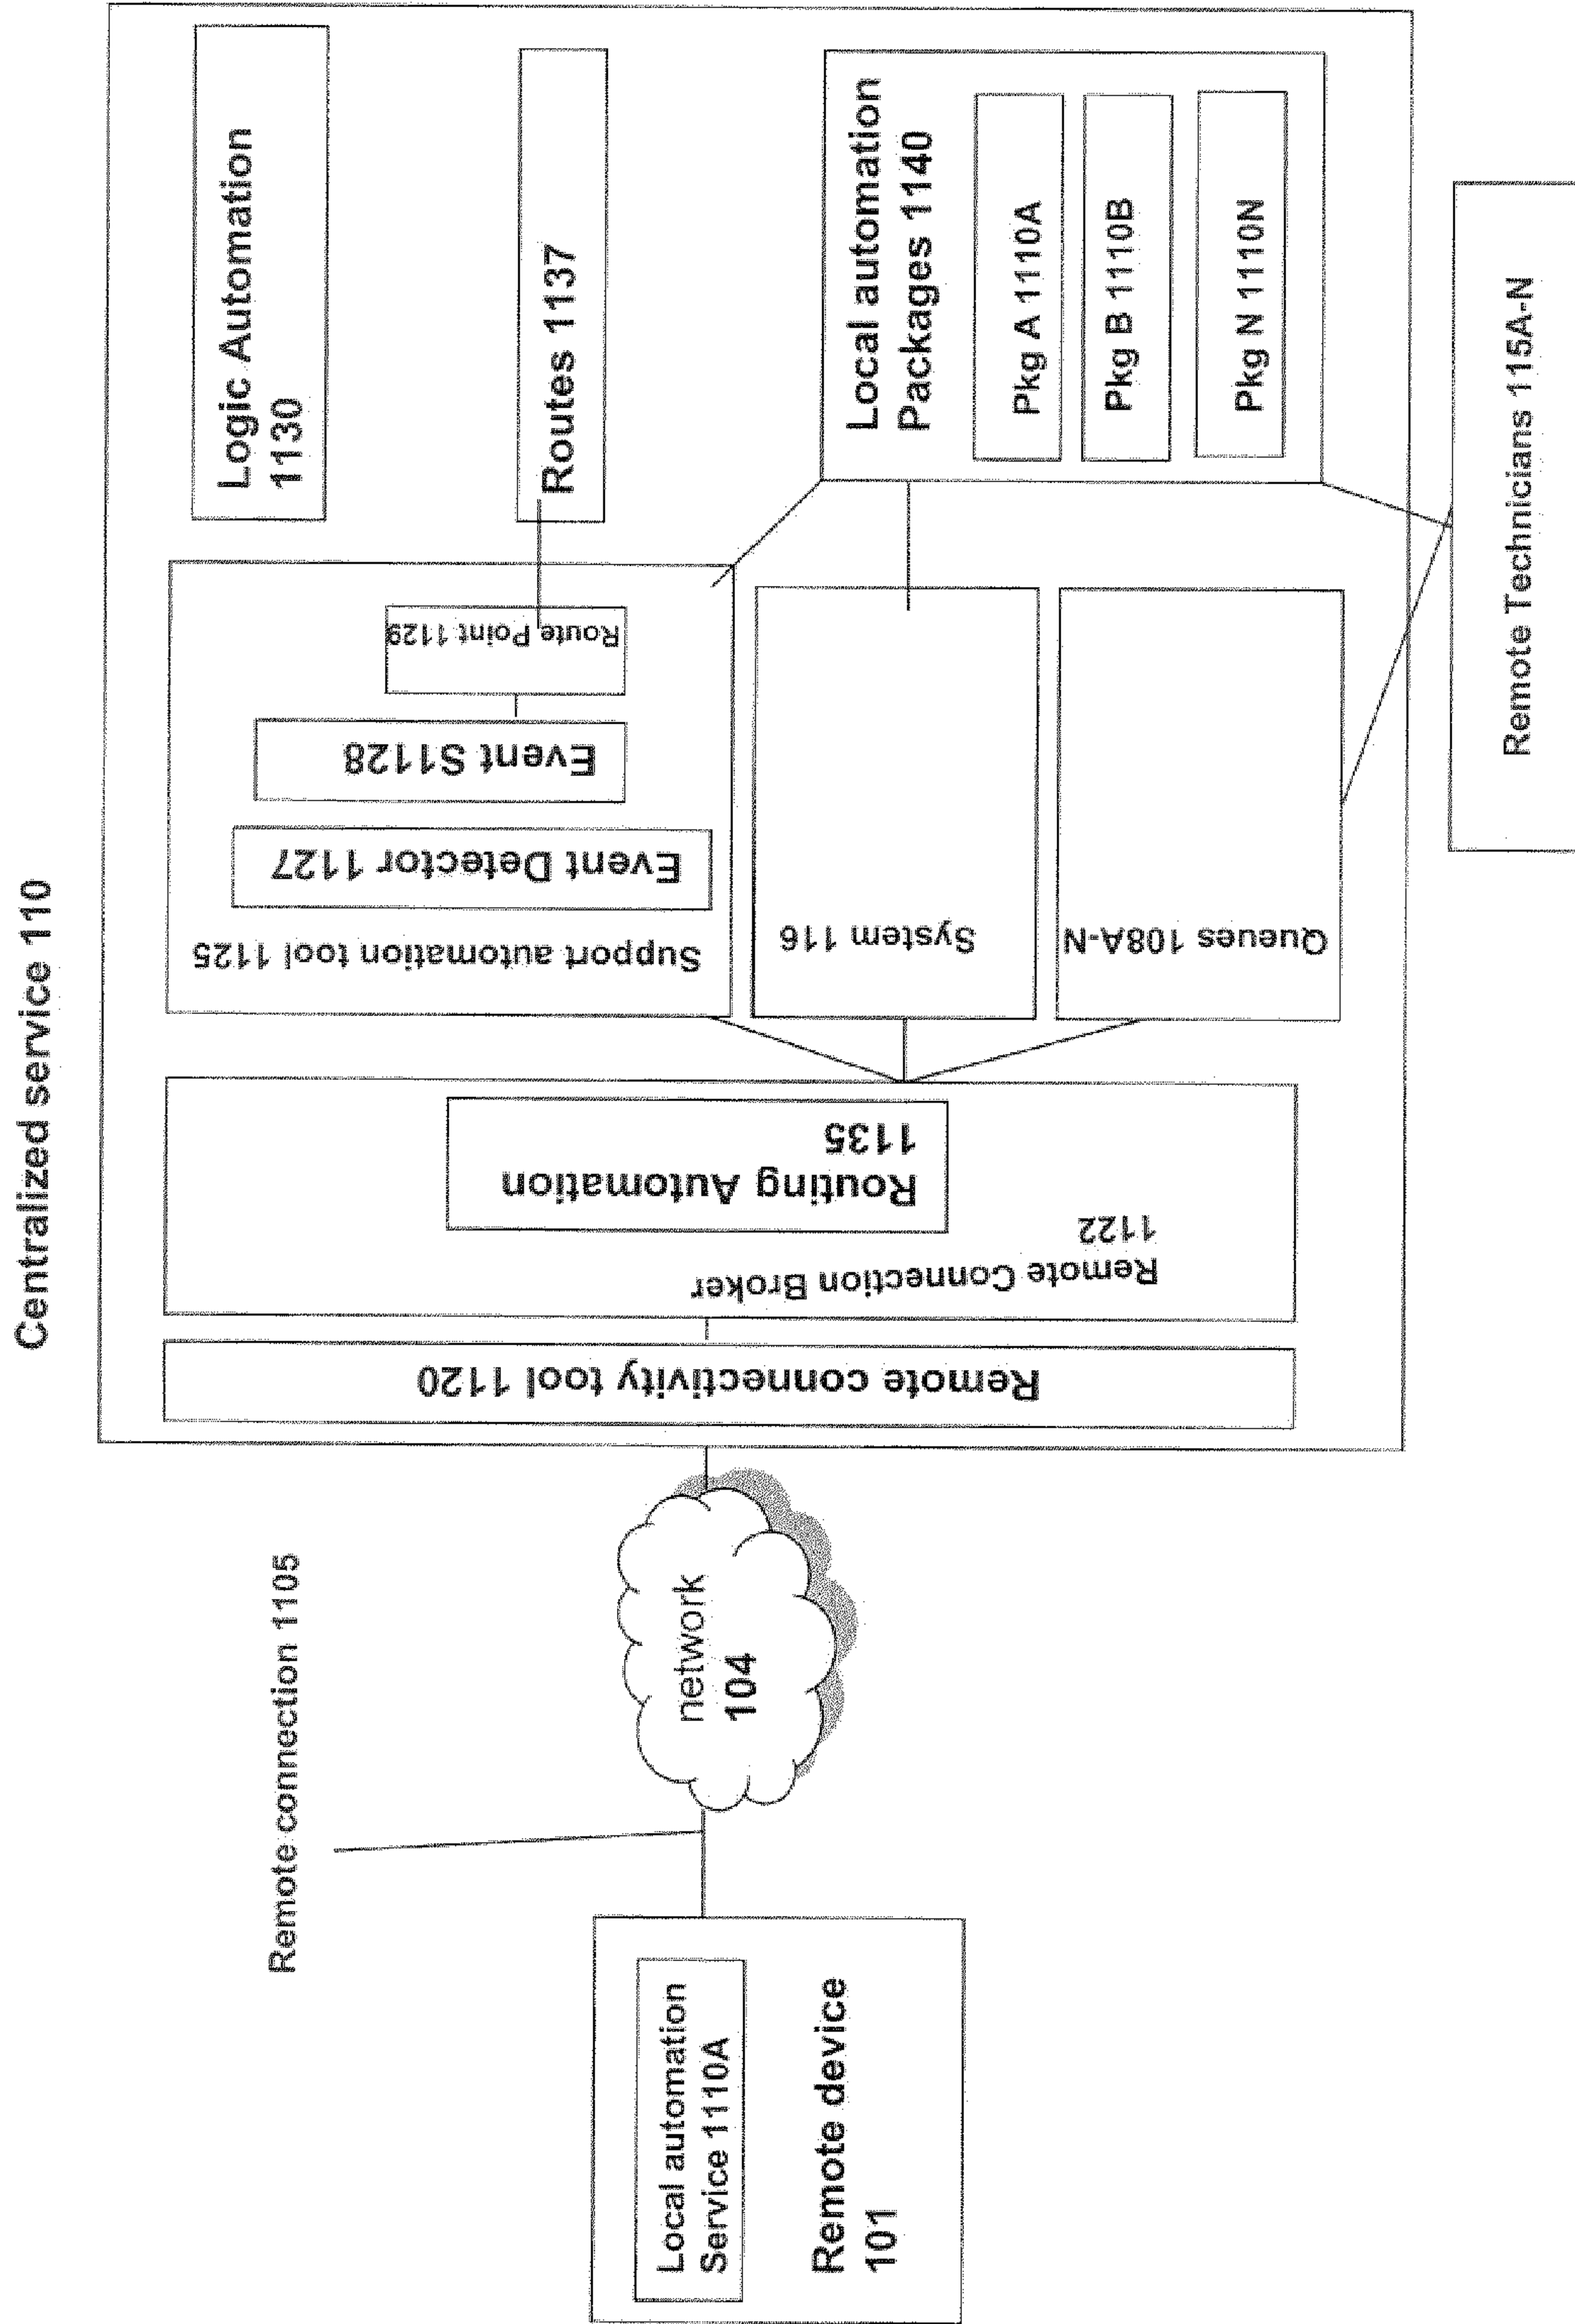 Centralized service 110
Remote connection 1105
Local automation
Service 1110A
Remote device
101
network
104
Remote connectivity tool 1120
Remote Connection Broker
1122
Routing Automation
1135
Support automation tool 1125
Event Detector 1127
Event S1128
Route Point 1129
System 116
Queues 108A-N
Logic Automation
1130
Routes 1137
Local automation
Packages 1140
Pkg A 1110A
Pkg B 1110B
Pkg N 1110N
Remote Technicians 115A-N